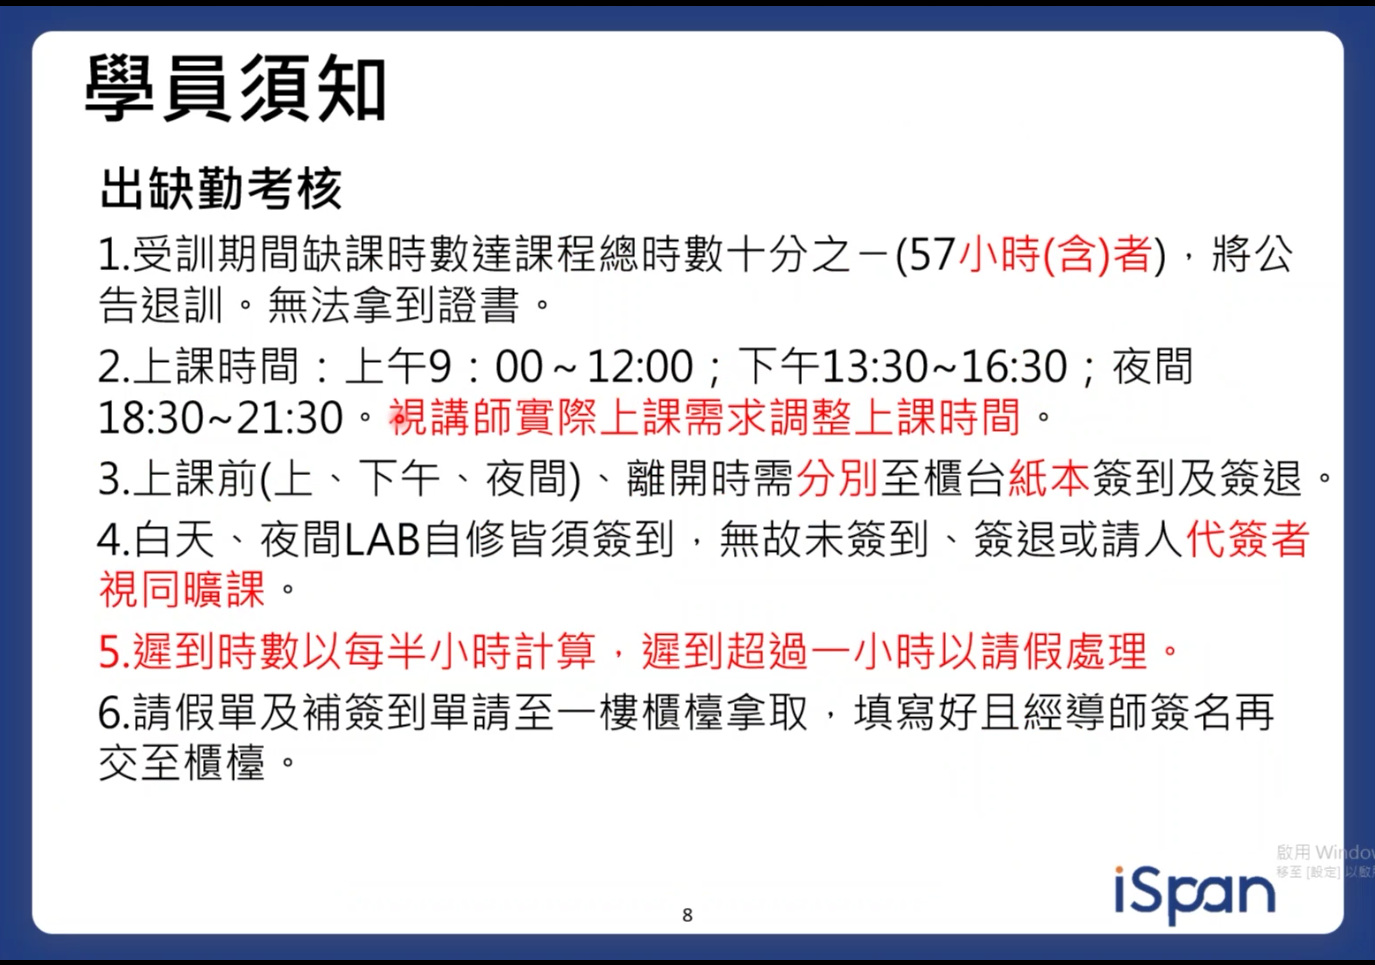 學員須知
出缺勤考核
1.受訓期間缺課時數達課程總時數十分之一(57小時(含)者)，將公
告退訓。無法拿到證書。
2.上課時間：上午9：00～12:00；下午13:30~16:30；夜間
18:30~21:30。視講師實際上課需求調整上課時間。
3.上課前(上、下午、夜間)、離開時需分別至櫃台紙本簽到及簽退。
4.白天、夜間LAB自修皆須簽到，無故未簽到、簽退或請人代簽者
視同曠課。
5.遲到時數以每半小時計算，遲到超過一小時以請假處理。
6.請假單及補簽到單請至一樓櫃檯拿取，填寫好且經導師簽名再
交至櫃檯。
啟用 Window
移至 [設定] 以啟用
iSpan
8